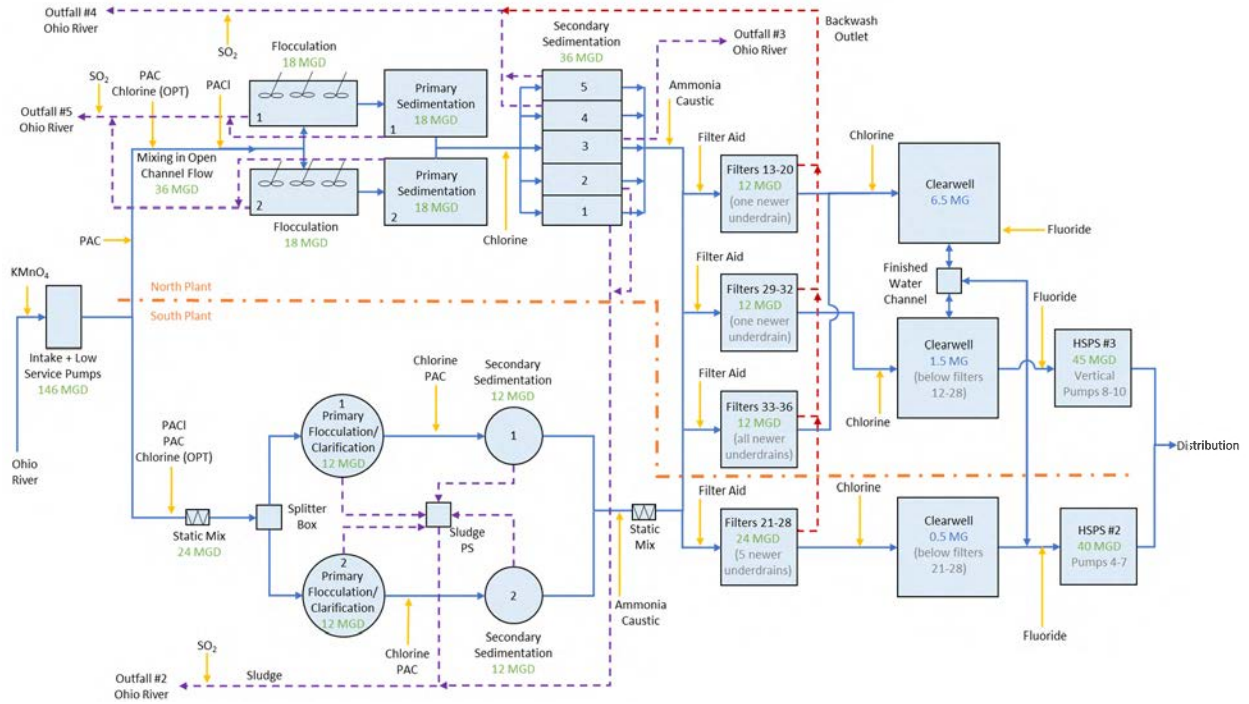 Outfall #4
Ohio River
SO2
Flocculation
18 MGD
Secondary
Sedimentation
36 MGD
Outfall #3
Ohio River
Backwash
Outlet
SO2
PAC
Chlorine (OPT)
PACl
Outfall #5
Ohio River
1
Primary
Sedimentation
18 MGD
1
5
4
3
2
1
Ammonia
Caustic
Mixing in Open
Channel Flow
36 MGD
2
Flocculation
18 MGD
Primary
Sedimentation
18 MGD
2
Chlorine
Filter Aid
Filters 13-20
12 MGD
(one newer
underdrain)
Chlorine
Clearwell
6.5 MG
Fluoride
PAC
KMnO4
North Plant
South Plant
Intake + Low
Service Pumps
146 MGD
Ohio
River
Filter Aid
Filters 29-32
12 MGD
(one newer
underdrain)
Finished
Water
Channel
Fluoride
Clearwell
1.5 MG
(below filters
12-28)
Chlorine
HSPS #3
45 MGD
Vertical
Pumps 8-10
Filter Aid
Filters 33-36
12 MGD
(all newer
underdrains)
Distribution
PACl
PAC
Chlorine (OPT)
Static Mix
24 MGD
Splitter
Box
1
Primary
Flocculation/
Clarification
12 MGD
Chlorine
PAC
Secondary
Sedimentation
12 MGD
1
Sludge
PS
2
Primary
Flocculation/
Clarification
12 MGD
Chlorine
PAC
2
Secondary
Sedimentation
12 MGD
Static
Mix
Ammonia
Caustic
Filter Aid
Filters 21-28
24 MGD
(5 newer
underdrains)
Chlorine
Clearwell
0.5 MG
(below filters
21-28)
HSPS #2
40 MGD
Pumps 4-7
Fluoride
SO2
Outfall #2
Ohio River
Sludge